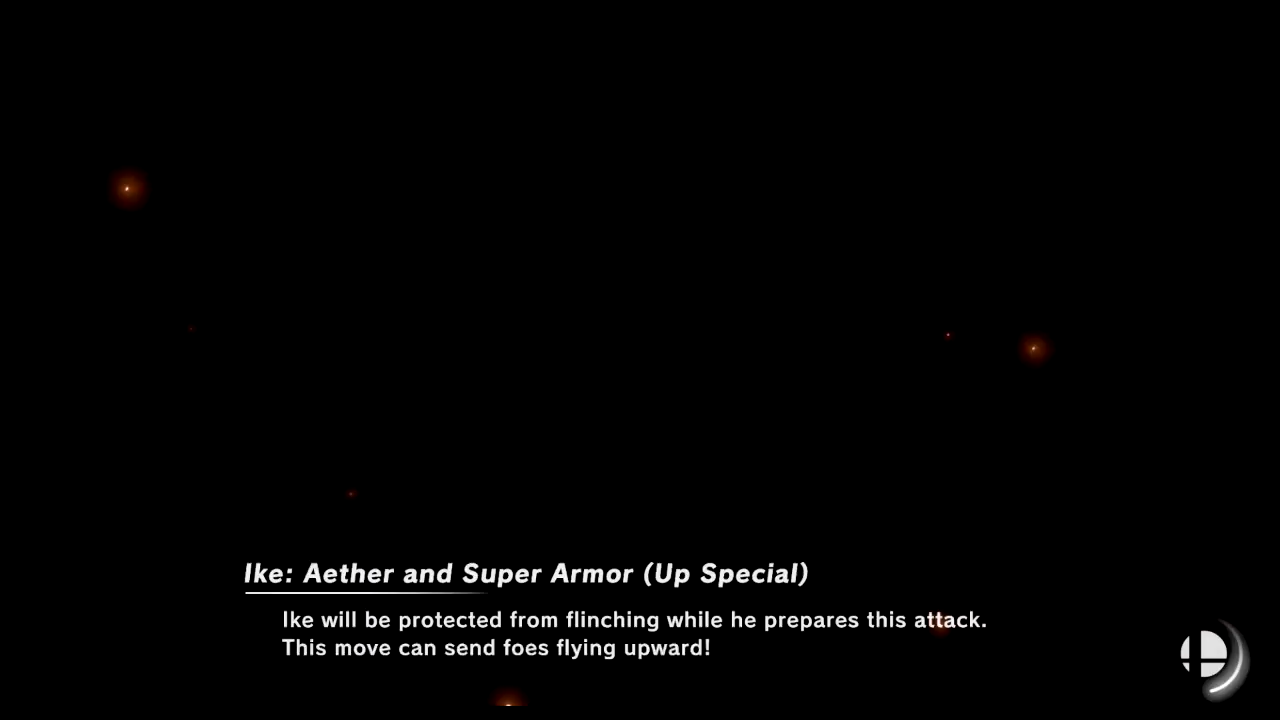 Ike: Aether and Super Armor (Up Special)
Ike will be protected from flinching while he prepares this attack.
This move can send foes flying upward!